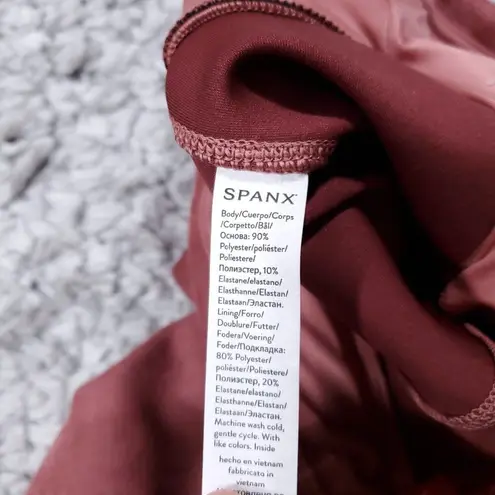 SPANX
Body/Cuerpo/Corps
/Corpetto/Bål/
Основа: 90%
Polyester/poliéster/
Poliestere/
Полиэстер, 10%
Elastane/elastano/
Elasthanne/Elastan/
Elastaan/Эластан.
Lining/Forro/
Doublure/Futter/
Fodera/Voering/
Foder/Подкладка:
80% Polyester/
poliéster/Poliestere/
Полиэстер, 20%
Elastane/elastano/
Elasthanne/Elastan/
Elastaan/Эластан.
Machine wash cold,
gentle cycle. With
like colors. Inside
hecho en vietnam
fabbricato in
vietnam